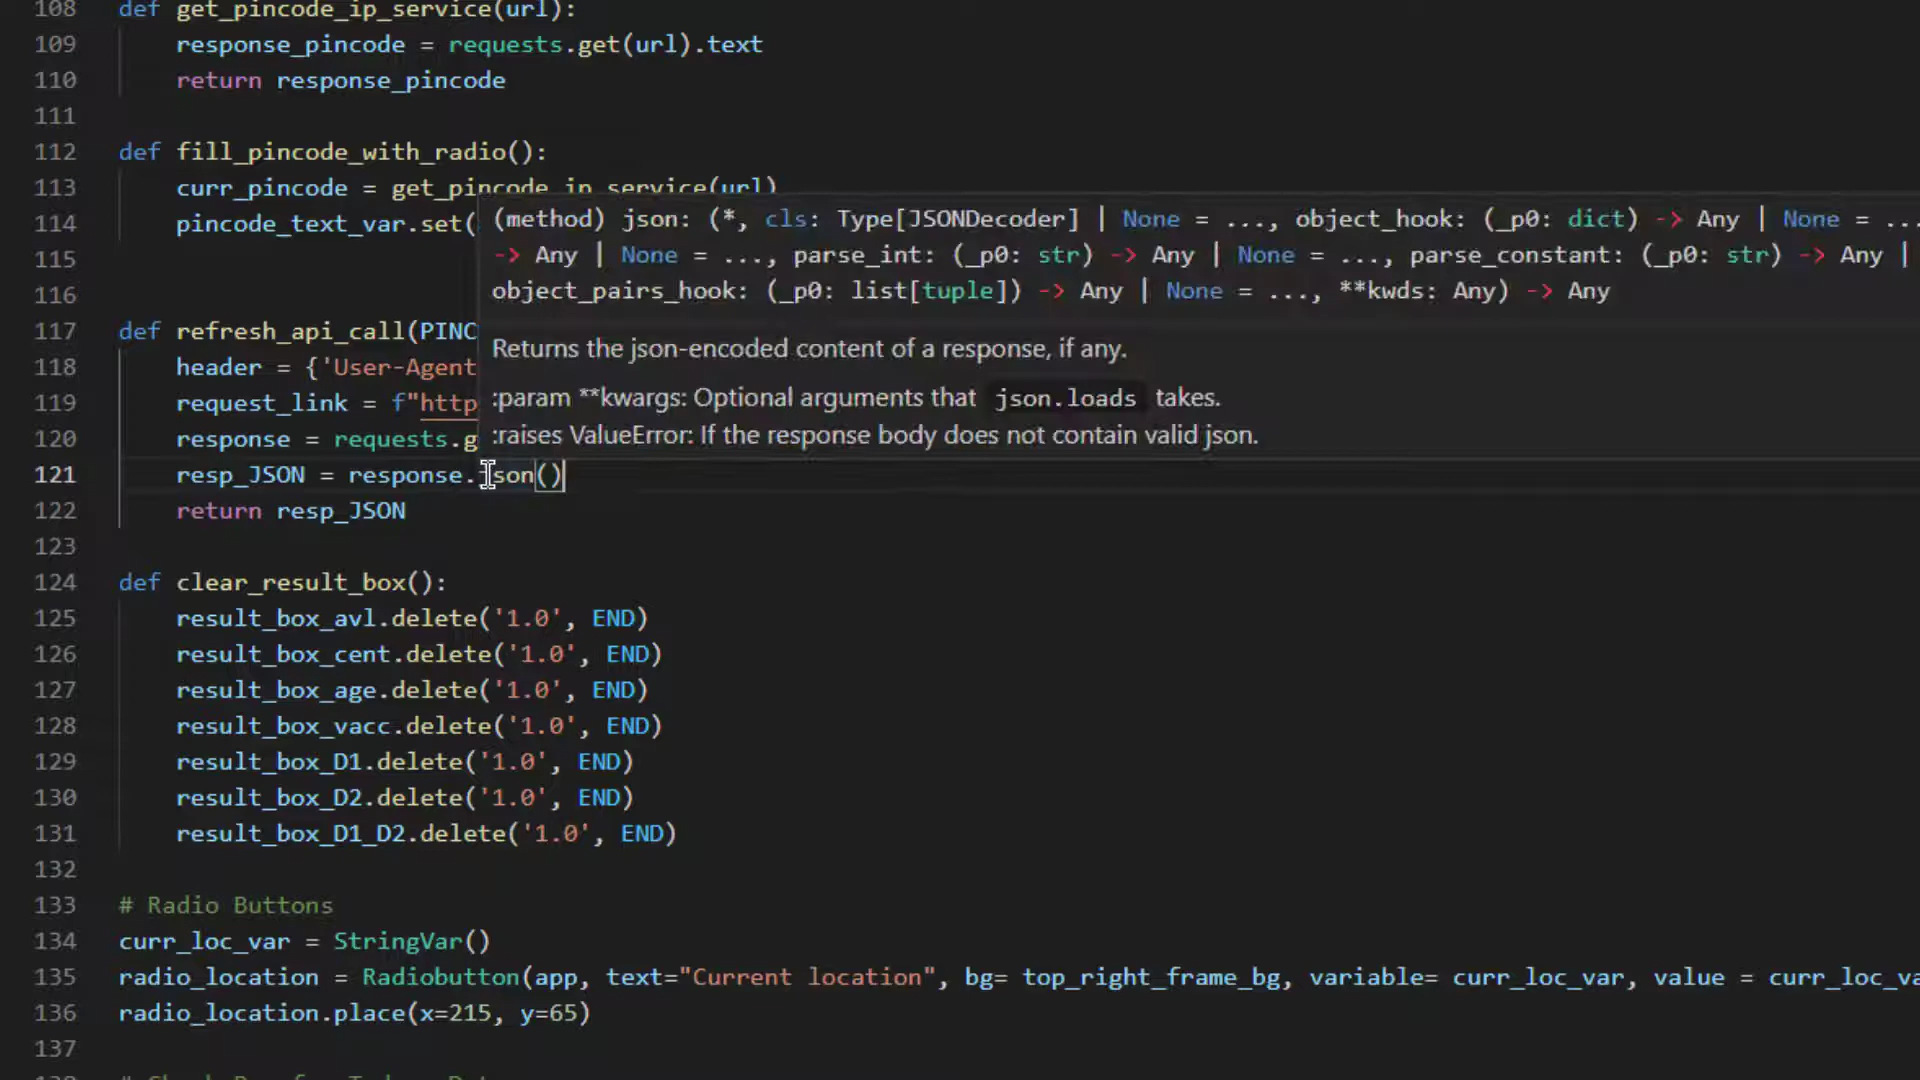 108 def get_pincode_ip_service(url):
109 response_pincode = requests.get(url).text
110 return response_pincode
111
112 def fill_pincode_with_radio():
113 curr_pincode = get_pincode_ip_service(url)
114 pincode_text_var.set(
(method) json: (*, cls: Type[JSONDecoder] | None = ..., object_hook: (_p0: dict) -> Any | None = ...
-> Any | None = ..., parse_int: (_p0: str) -> Any | None = ..., parse_constant: (_p0: str) -> Any |
object_pairs_hook: (_p0: list[tuple]) -> Any | None = ..., **kwds: Any) -> Any
Returns the json-encoded content of a response, if any.
:param **kwargs: Optional arguments that json.loads takes.
:raises ValueError: If the response body does not contain valid json.
115
116
117 def refresh_api_call(PINC
118 header = {'User-Agent
119 request_link = f"http
120 response = requests.g
121 resp_JSON = response.json()
122 return resp_JSON
123
124 def clear_result_box():
125 result_box_avl.delete('1.0', END)
126 result_box_cent.delete('1.0', END)
127 result_box_age.delete('1.0', END)
128 result_box_vacc.delete('1.0', END)
129 result_box_D1.delete('1.0', END)
130 result_box_D2.delete('1.0', END)
131 result_box_D1_D2.delete('1.0', END)
132
133 # Radio Buttons
134 curr_loc_var = StringVar()
135 radio_location = Radiobutton(app, text="Current location", bg= top_right_frame_bg, variable= curr_loc_var, value = curr_loc_va
136 radio_location.place(x=215, y=65)
137